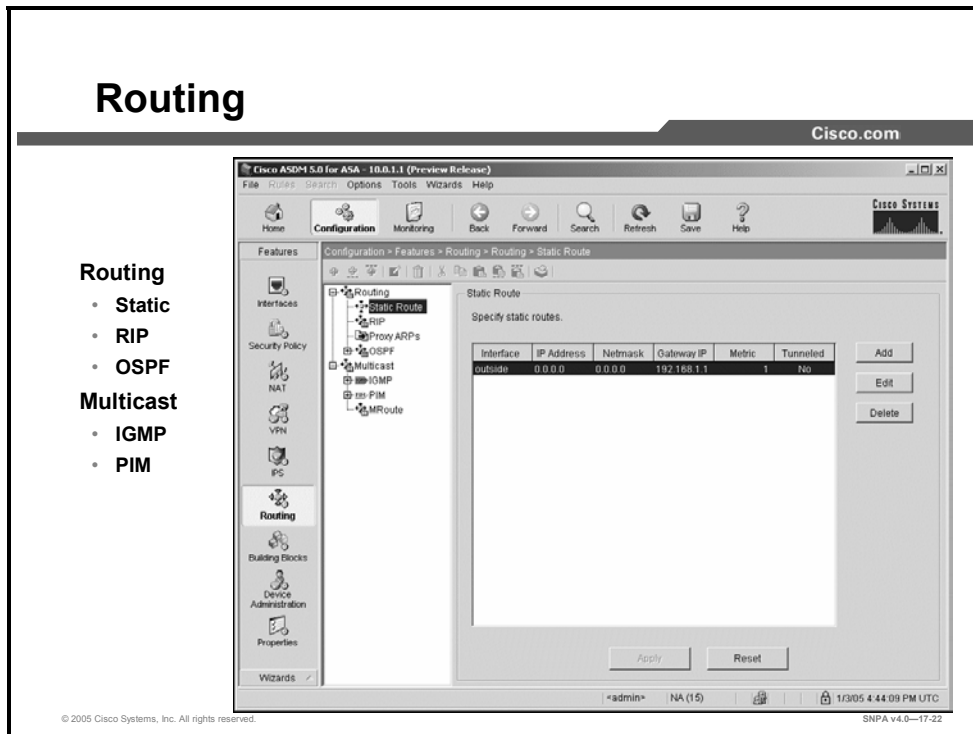 Routing
Cisco.com
Routing
• Static
• RIP
• OSPF
Multicast
• IGMP
• PIM
Cisco ASDM 5.0 for ASA - 10.0.1.1 (Preview Release)
File Rules Search Options Tools Wizards Help
Home Configuration Monitoring Back Forward Search Refresh Save Help
CISCO SYSTEMS
Features
Configuration > Features > Routing > Routing > Static Route
Interfaces
Security Policy
NAT
VPN
IPS
Routing
Building Blocks
Device Administration
Properties
Wizards
Routing
Static Route
RIP
Proxy ARPs
OSPF
Multicast
IGMP
PIM
MRoute
Static Route
Specify static routes.
Interface IP Address Netmask Gateway IP Metric Tunneled
outside 0.0.0.0 0.0.0.0 192.168.1.1 1 No
Add
Edit
Delete
Apply Reset
<admin> NA (15) 1/3/05 4:44:09 PM UTC
© 2005 Cisco Systems, Inc. All rights reserved.
SNPA v4.0—17-22